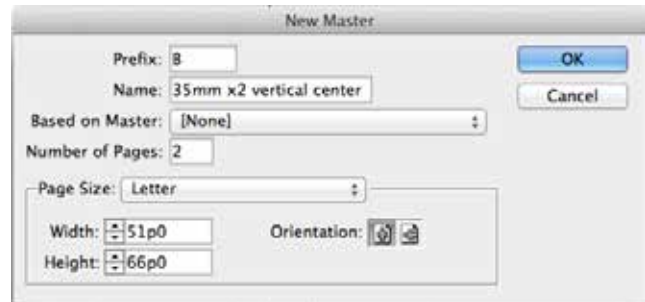 New Master
Prefix: B
OK
Name: 35mm x2 vertical center
Cancel
Based on Master: [None]
Number of Pages: 2
Page Size: Letter
Width: 51p0
Orientation:
Height: 66p0